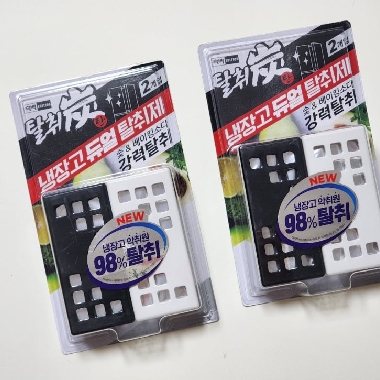 탈취炭
2개입
냉장고 듀얼 탈취제
숯 & 베이킹소다
강력탈취
NEW
냉장고 악취원
98% 탈취
탈취炭
2개입
냉장고 듀얼 탈취제
숯 & 베이킹소다
강력탈취
NEW
냉장고 악취원
98% 탈취